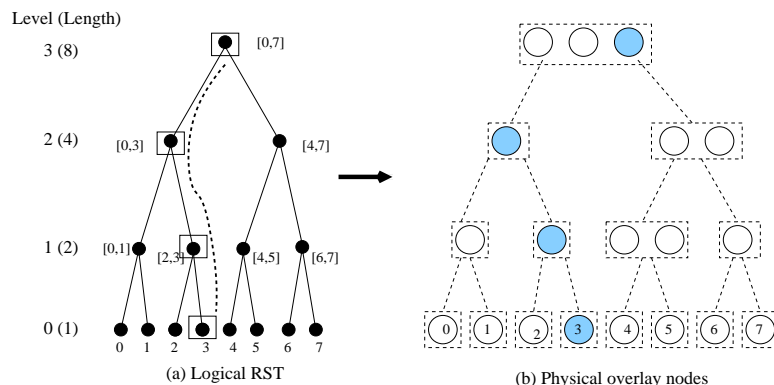 Level (Length)
3 (8)
[0,7]
2 (4)
[0,3]
[4,7]
1 (2)
[0,1]
[2,3]
[4,5]
[6,7]
0 (1)
0 1 2 3 4 5 6 7
(a) Logical RST
0 1 2 3 4 5 6 7
(b) Physical overlay nodes